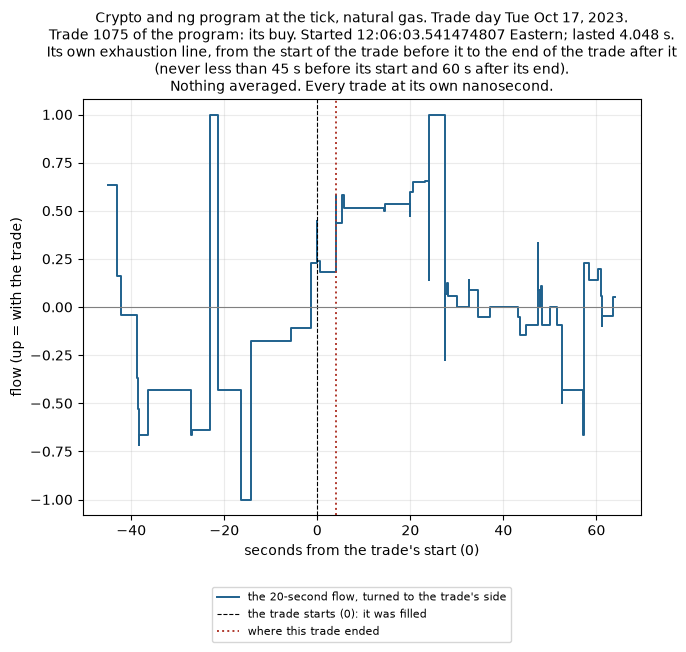 Crypto and ng program at the tick, natural gas. Trade day Tue Oct 17, 2023.
Trade 1075 of the program: its buy. Started 12:06:03.541474807 Eastern; lasted 4.048 s.
Its own exhaustion line, from the start of the trade before it to the end of the trade after it
(never less than 45 s before its start and 60 s after its end).
Nothing averaged. Every trade at its own nanosecond.
1.00
0.75
0.50
0.25
0.00
−0.25
−0.50
−0.75
−1.00
flow (up = with the trade)
−40 −20 0 20 40 60
seconds from the trade's start (0)
the 20-second flow, turned to the trade's side
the trade starts (0): it was filled
where this trade ended